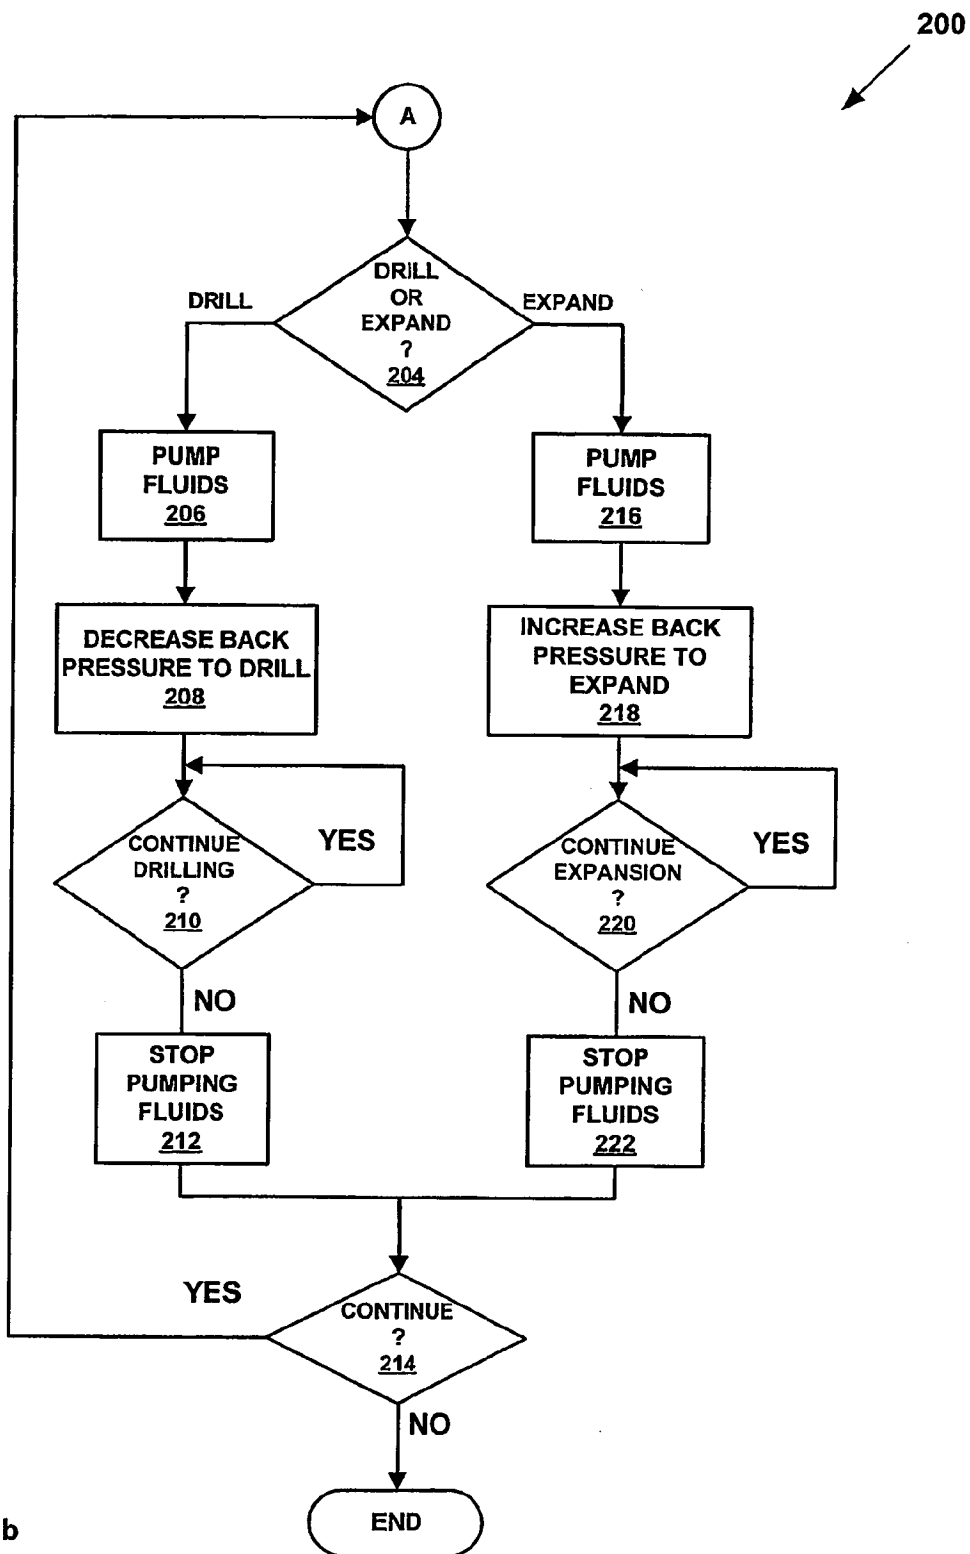 200
A
DRILL
OR
EXPAND
?
204
DRILL
EXPAND
PUMP
FLUIDS
206
PUMP
FLUIDS
216
DECREASE BACK
PRESSURE TO DRILL
208
INCREASE BACK
PRESSURE TO
EXPAND
218
CONTINUE
DRILLING
?
210
YES
CONTINUE
EXPANSION
?
220
YES
NO
NO
STOP
PUMPING
FLUIDS
212
STOP
PUMPING
FLUIDS
222
YES
CONTINUE
?
214
NO
END
b